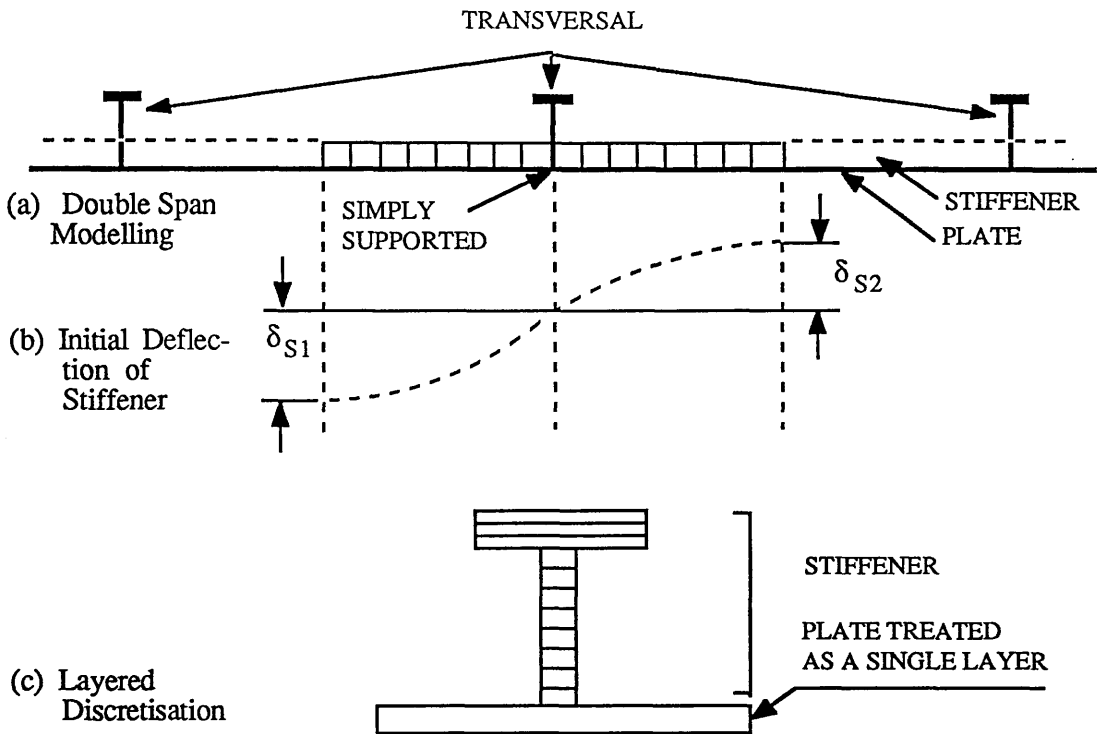 TRANSVERSAL
(a) Double Span
Modelling
SIMPLY
SUPPORTED
STIFFENER
PLATE
δS2
δS1
(b) Initial Deflec-
tion of
Stiffener
STIFFENER
PLATE TREATED
AS A SINGLE LAYER
(c) Layered
Discretisation